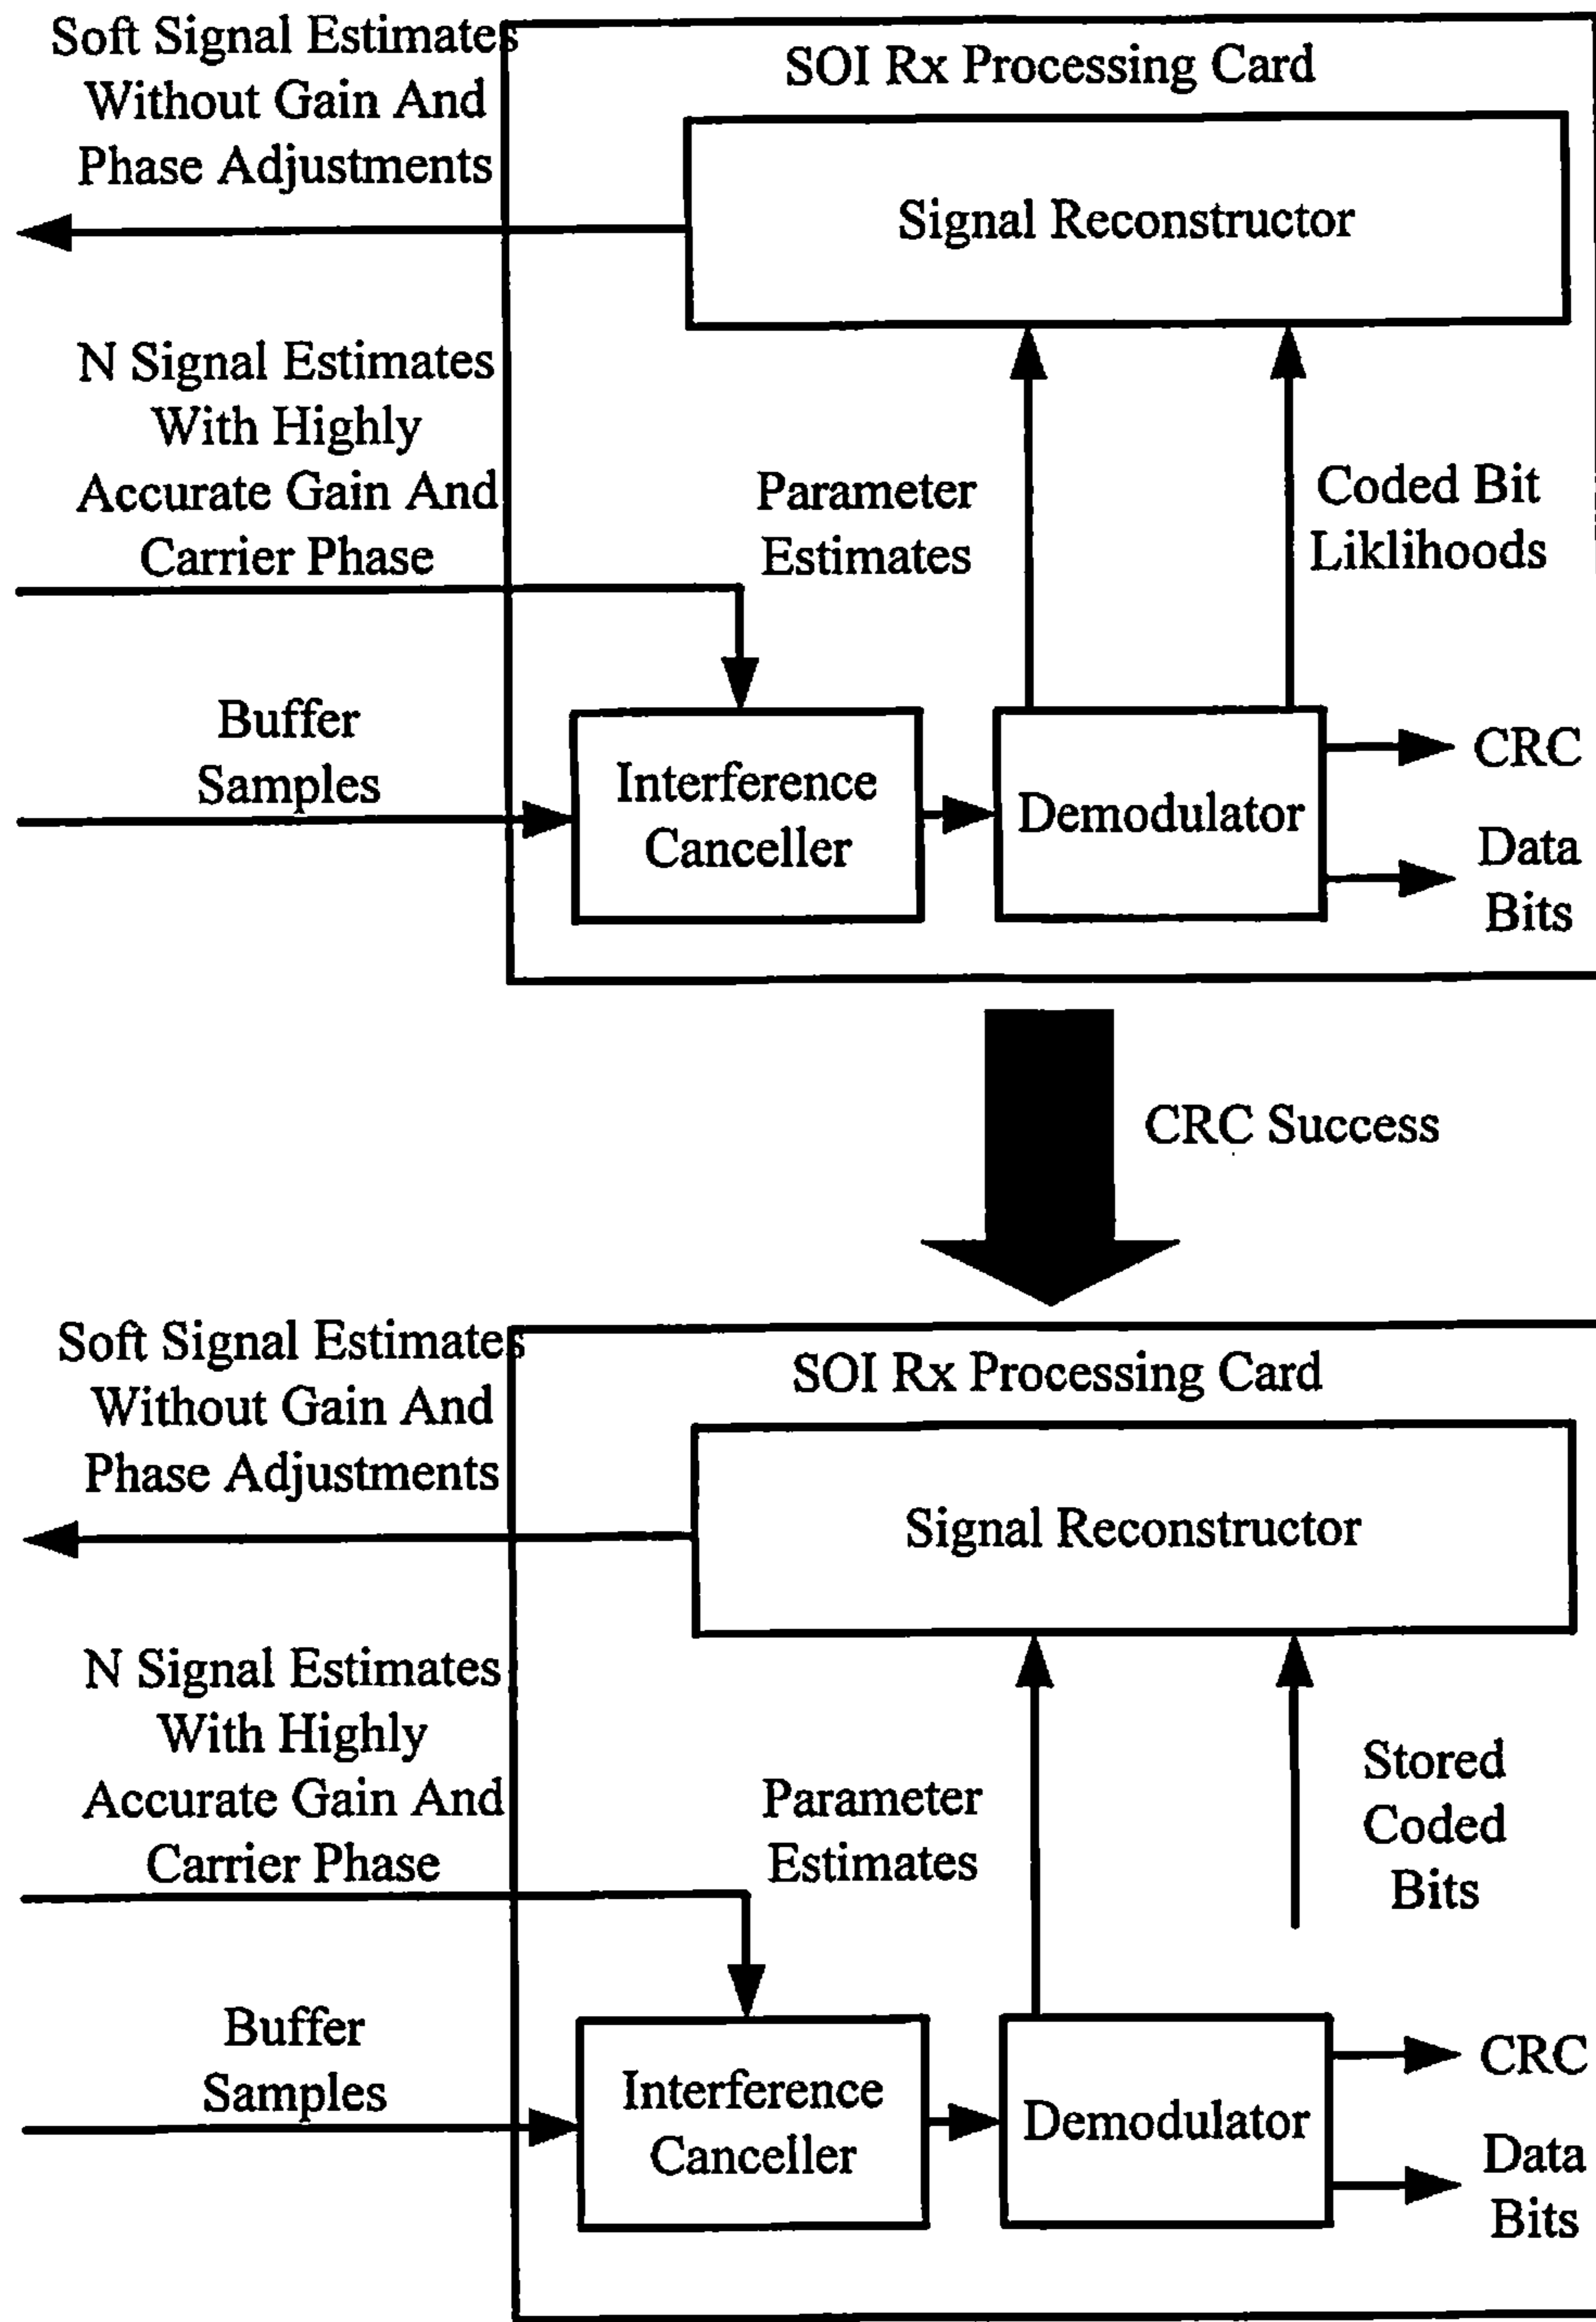 Soft Signal Estimates
Without Gain And
Phase Adjustments
SOI Rx Processing Card
Signal Reconstructor
N Signal Estimates
With Highly
Accurate Gain And
Carrier Phase
Parameter
Estimates
Coded Bit
Liklihoods
Buffer
Samples
Interference
Canceller
Demodulator
CRC
Data
Bits
CRC Success
Soft Signal Estimates
Without Gain And
Phase Adjustments
SOI Rx Processing Card
Signal Reconstructor
N Signal Estimates
With Highly
Accurate Gain And
Carrier Phase
Parameter
Estimates
Stored
Coded
Bits
Buffer
Samples
Interference
Canceller
Demodulator
CRC
Data
Bits